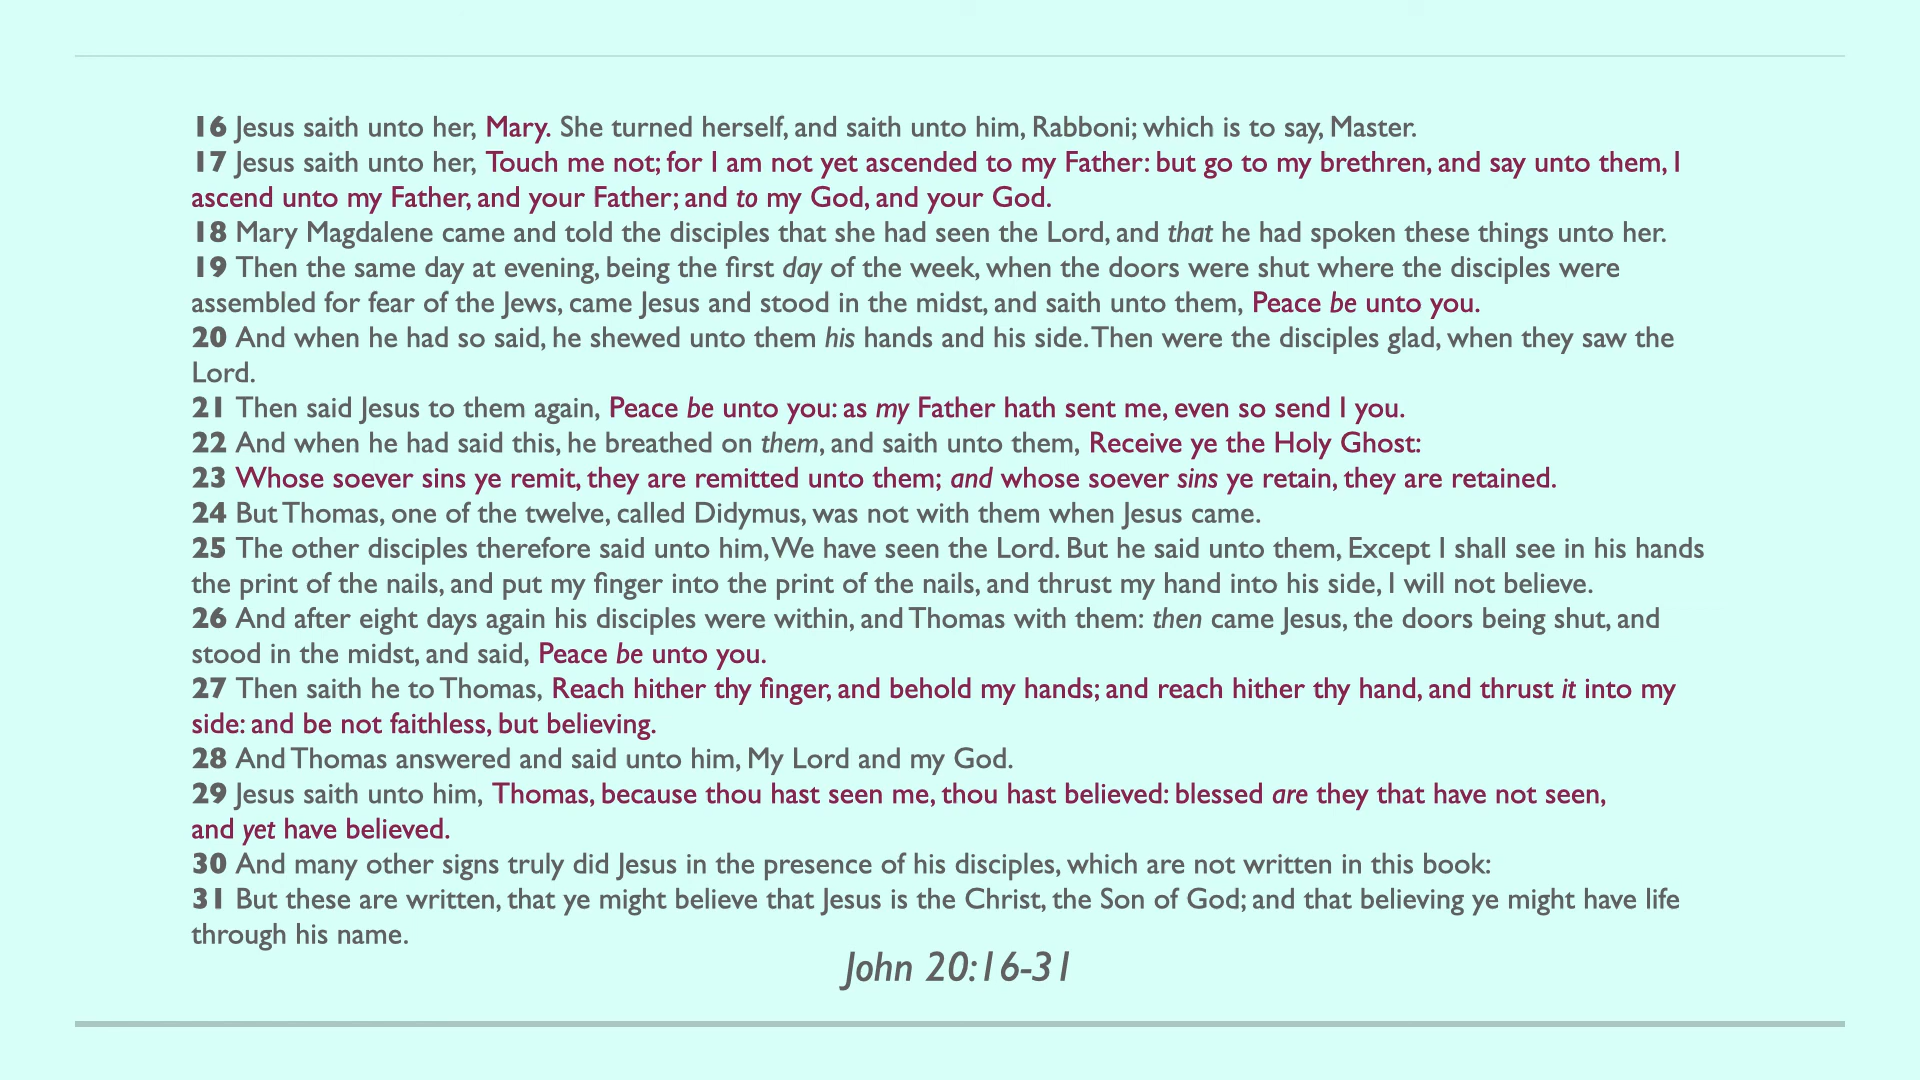 16 Jesus saith unto her, Mary. She turned herself, and saith unto him, Rabboni; which is to say, Master.
17 Jesus saith unto her, Touch me not; for I am not yet ascended to my Father: but go to my brethren, and say unto them, I
ascend unto my Father, and your Father; and to my God, and your God.
18 Mary Magdalene came and told the disciples that she had seen the Lord, and that he had spoken these things unto her.
19 Then the same day at evening, being the first day of the week, when the doors were shut where the disciples were
assembled for fear of the Jews, came Jesus and stood in the midst, and saith unto them, Peace be unto you.
20 And when he had so said, he shewed unto them his hands and his side. Then were the disciples glad, when they saw the
Lord.
21 Then said Jesus to them again, Peace be unto you: as my Father hath sent me, even so send I you.
22 And when he had said this, he breathed on them, and saith unto them, Receive ye the Holy Ghost:
23 Whose soever sins ye remit, they are remitted unto them; and whose soever sins ye retain, they are retained.
24 But Thomas, one of the twelve, called Didymus, was not with them when Jesus came.
25 The other disciples therefore said unto him, We have seen the Lord. But he said unto them, Except I shall see in his hands
the print of the nails, and put my finger into the print of the nails, and thrust my hand into his side, I will not believe.
26 And after eight days again his disciples were within, and Thomas with them: then came Jesus, the doors being shut, and
stood in the midst, and said, Peace be unto you.
27 Then saith he to Thomas, Reach hither thy finger, and behold my hands; and reach hither thy hand, and thrust it into my
side: and be not faithless, but believing.
28 And Thomas answered and said unto him, My Lord and my God.
29 Jesus saith unto him, Thomas, because thou hast seen me, thou hast believed: blessed are they that have not seen,
and yet have believed.
30 And many other signs truly did Jesus in the presence of his disciples, which are not written in this book:
31 But these are written, that ye might believe that Jesus is the Christ, the Son of God; and that believing ye might have life
through his name.
John 20:16-31